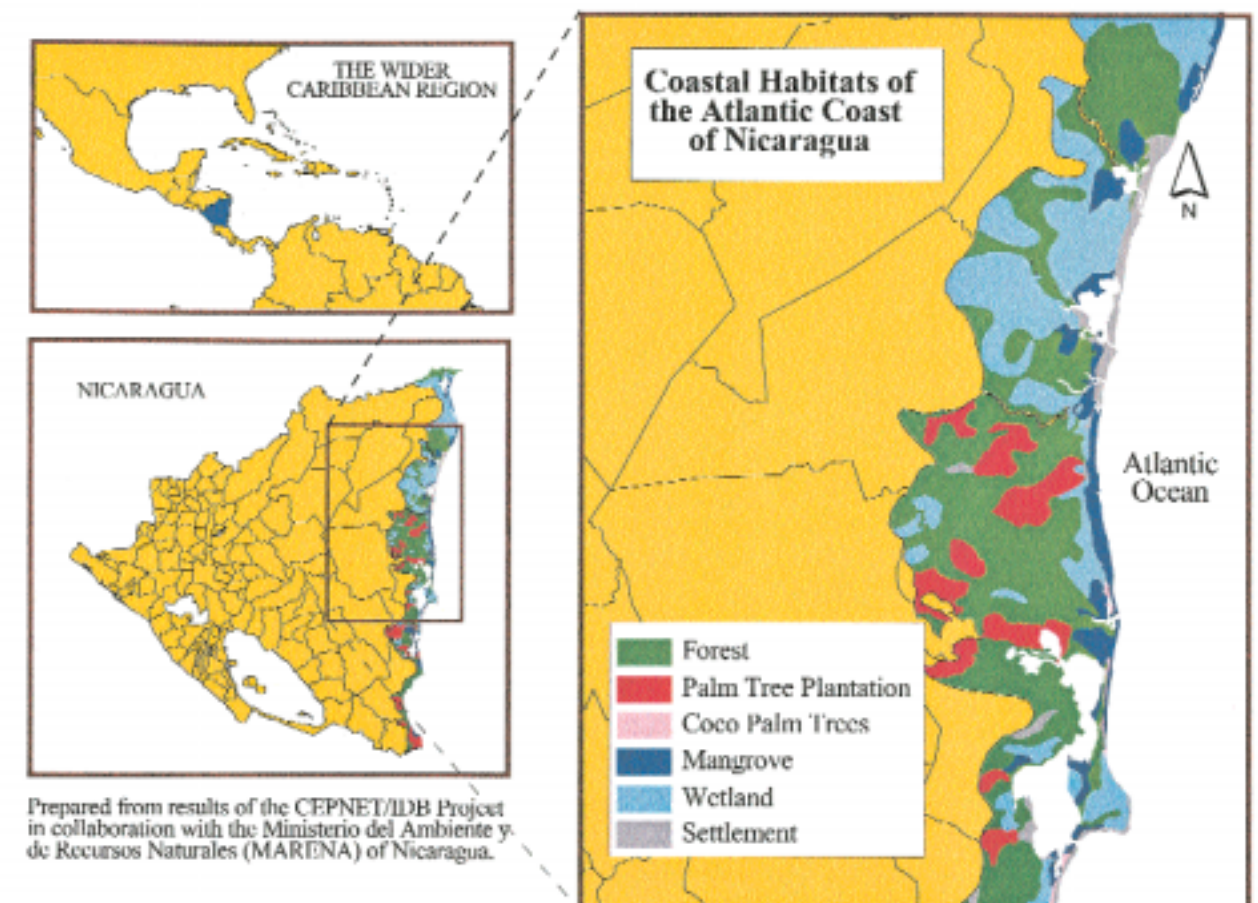 THE WIDER
CARIBBEAN REGION
NICARAGUA
Prepared from results of the CEPNET/IDB Project
in collaboration with the Ministerio del Ambiente y
de Recursos Naturales (MARENA) of Nicaragua.
Coastal Habitats of
the Atlantic Coast
of Nicaragua
N
Atlantic
Ocean
Forest
Palm Tree Plantation
Coco Palm Trees
Mangrove
Wetland
Settlement